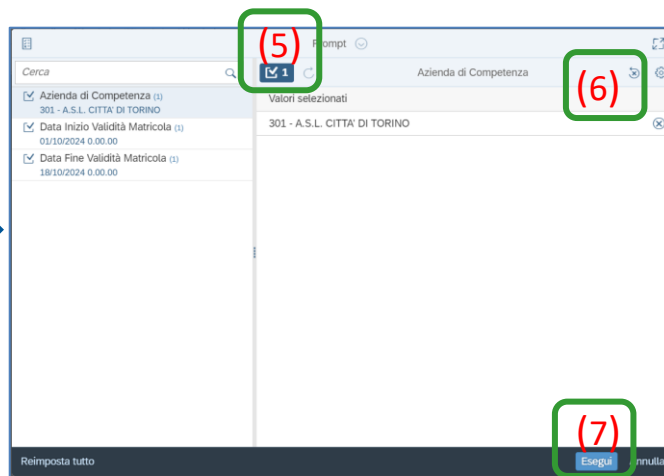 (5)
Prompt
Cerca
1
Azienda di Competenza
(6)
Azienda di Competenza (1)
301 - A.S.L. CITTA' DI TORINO
Valori selezionati
Data Inizio Validità Matricola (1)
01/10/2024 0.00.00
301 - A.S.L. CITTA' DI TORINO
Data Fine Validità Matricola (1)
18/10/2024 0.00.00
(7)
Reimposta tutto
Esegui
Annulla